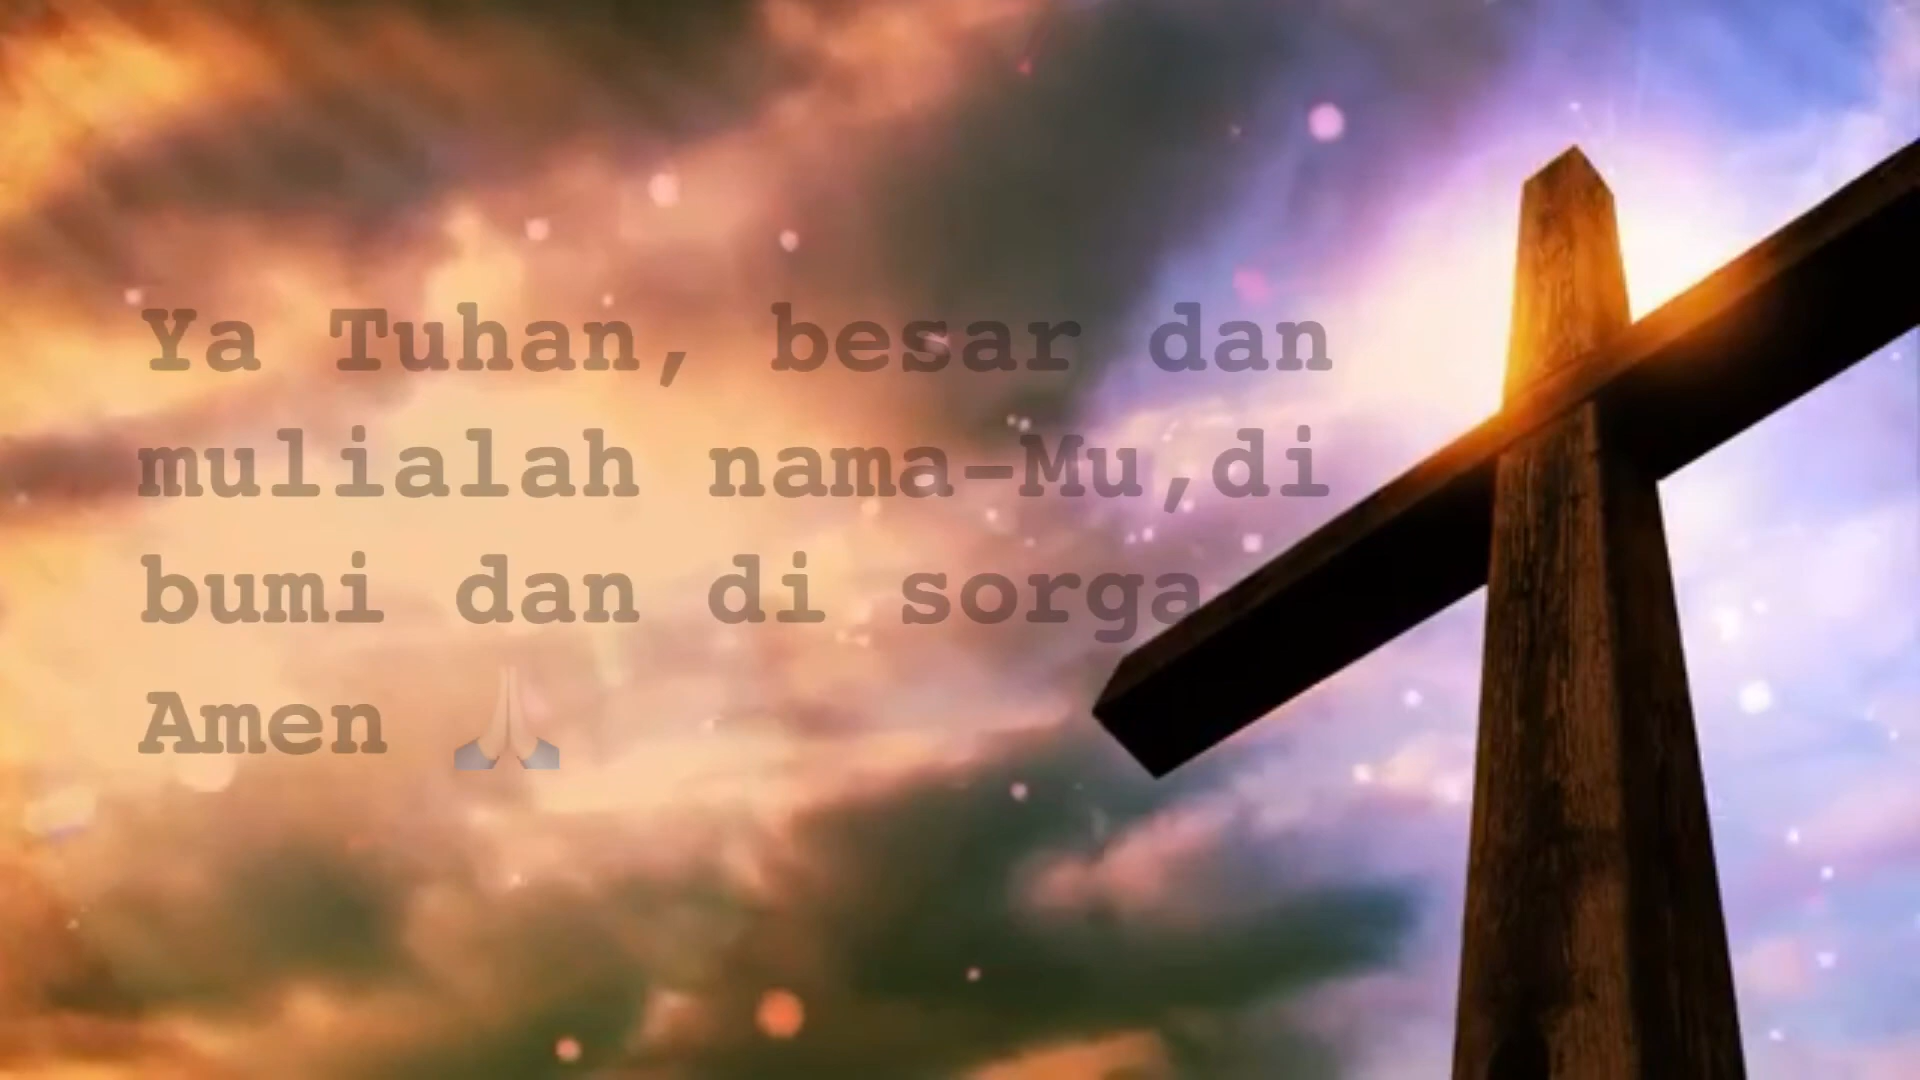 Ya Tuhan, besar dan
mulialah nama-Mu,di
bumi dan di sorga
Amen 🙏🏻